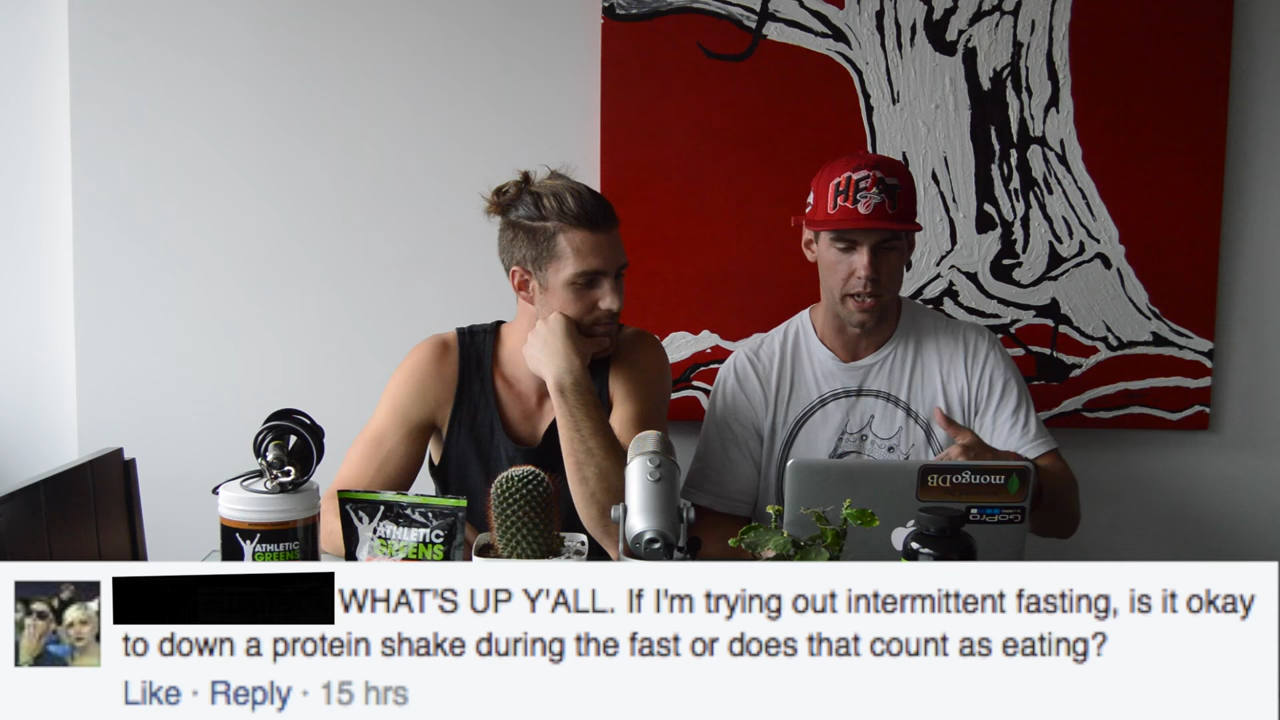 HEAT
mongoDB
GoPro
ATHLETIC
GREENS
ATHLETIC
GREENS
WHAT'S UP Y'ALL. If I'm trying out intermittent fasting, is it okay
to down a protein shake during the fast or does that count as eating?
Like · Reply · 15 hrs